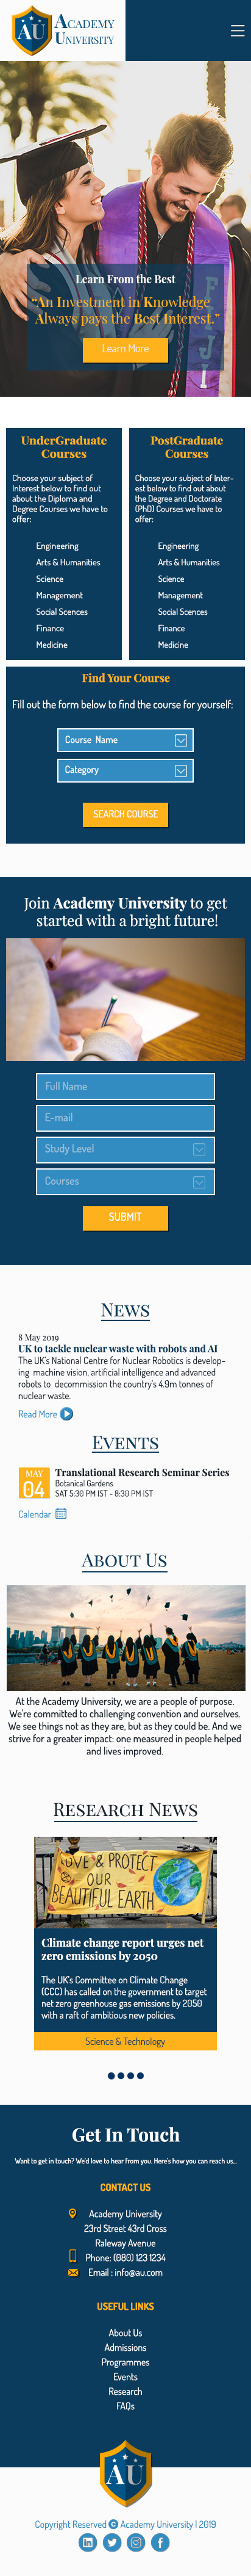 AU
ACADEMY
UNIVERSITY
Learn From the Best
“An Investment in Knowledge
Always pays the Best Interest.”
Learn More
UnderGraduate
Courses
Choose your subject of
Interest below to find out
about the Diploma and
Degree Courses we have to
offer:
Engineering
Arts & Humanities
Science
Management
Social Scences
Finance
Medicine
PostGraduate
Courses
Choose your subject of Inter-
est below to find out about
the Degree and Doctorate
(PhD) Courses we have to
offer:
Engineering
Arts & Humanities
Science
Management
Social Scences
Finance
Medicine
Find Your Course
Fill out the form below to find the course for yourself:
Course Name
Category
SEARCH COURSE
Join Academy University to get
started with a bright future!
Full Name
E-mail
Study Level
Courses
SUBMIT
NEWS
8 May 2019
UK to tackle nuclear waste with robots and AI
The UK's National Centre for Nuclear Robotics is develop-
ing machine vision, artificial intelligence and advanced
robots to decommission the country's 4.9m tonnes of
nuclear waste.
Read More
EVENTS
MAY
04
Translational Research Seminar Series
Botanical Gardens
SAT 5:30 PM IST - 8:30 PM IST
Calendar
ABOUT US
At the Academy University, we are a people of purpose.
We're committed to challenging convention and ourselves.
We see things not as they are, but as they could be. And we
strive for a greater impact: one measured in people helped
and lives improved.
RESEARCH NEWS
LOVE & PROTECT
OUR
BEAUTIFUL EARTH
Climate change report urges net
zero emissions by 2050
The UK's Committee on Climate Change
(CCC) has called on the government to target
net zero greenhouse gas emissions by 2050
with a raft of ambitious new policies.
Science & Technology
Get In Touch
Want to get in touch? We'd love to hear from you. Here's how you can reach us...
CONTACT US
Academy University
23rd Street 43rd Cross
Raleway Avenue
Phone: (080) 123 1234
Email : info@au.com
USEFUL LINKS
About Us
Admissions
Programmes
Events
Research
FAQs
AU
Copyright Reserved © Academy University | 2019